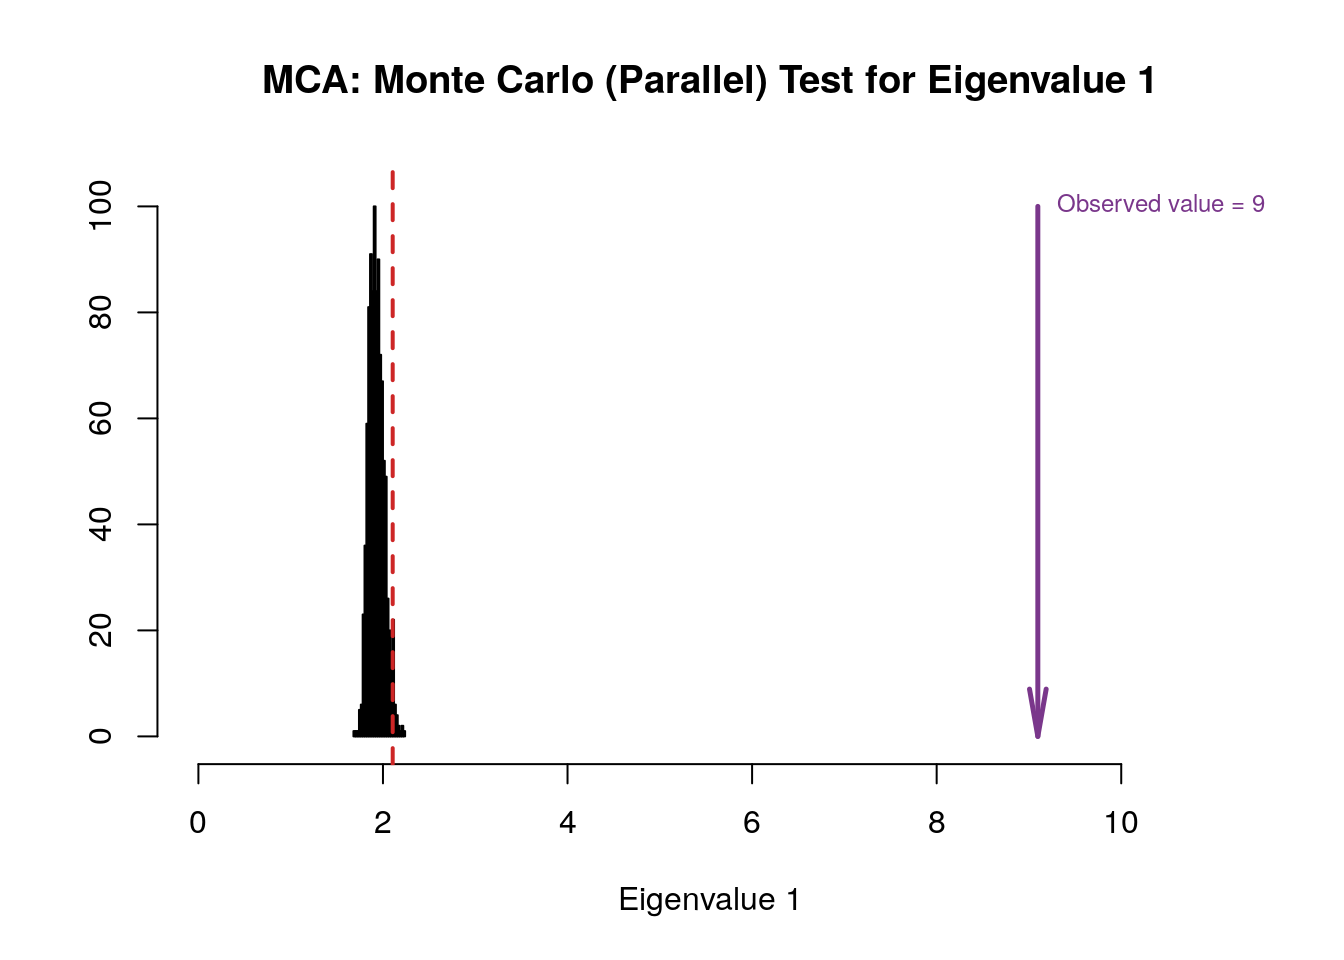 MCA: Monte Carlo (Parallel) Test for Eigenvalue 1
Observed value = 9
100
80
60
40
20
0
0 2 4 6 8 10
Eigenvalue 1